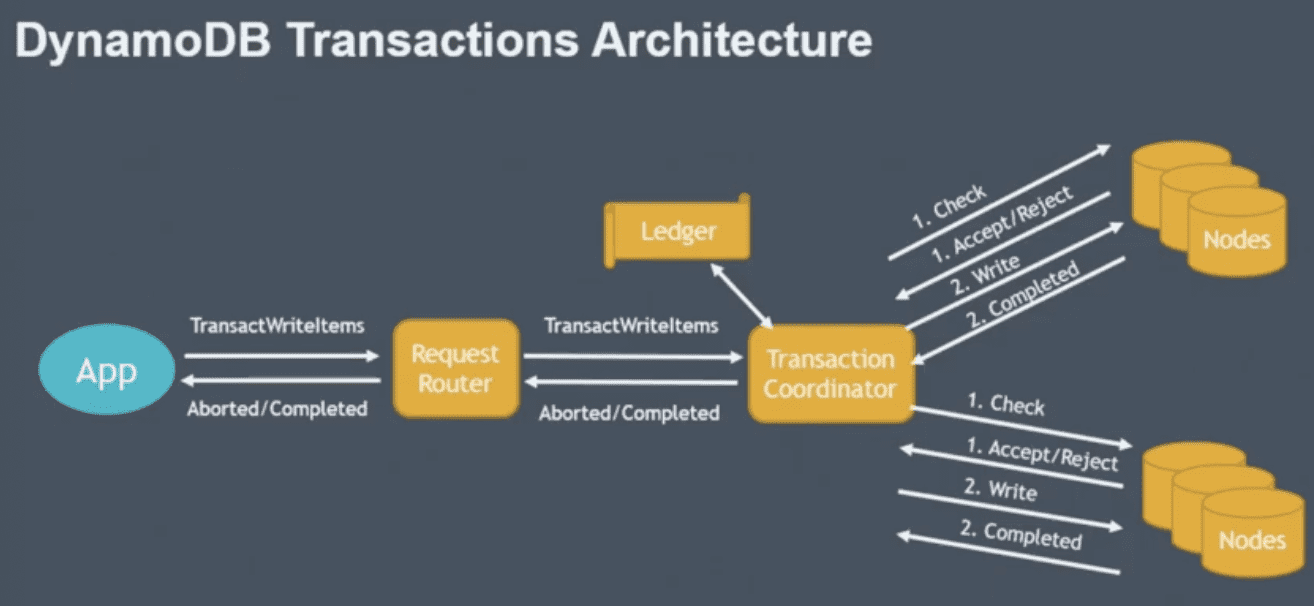 DynamoDB Transactions Architecture
App
TransactWriteItems
Aborted/Completed
Request
Router
TransactWriteItems
Aborted/Completed
Ledger
Transaction
Coordinator
1. Check
1. Accept/Reject
2. Write
2. Completed
Nodes
1. Check
1. Accept/Reject
2. Write
2. Completed
Nodes